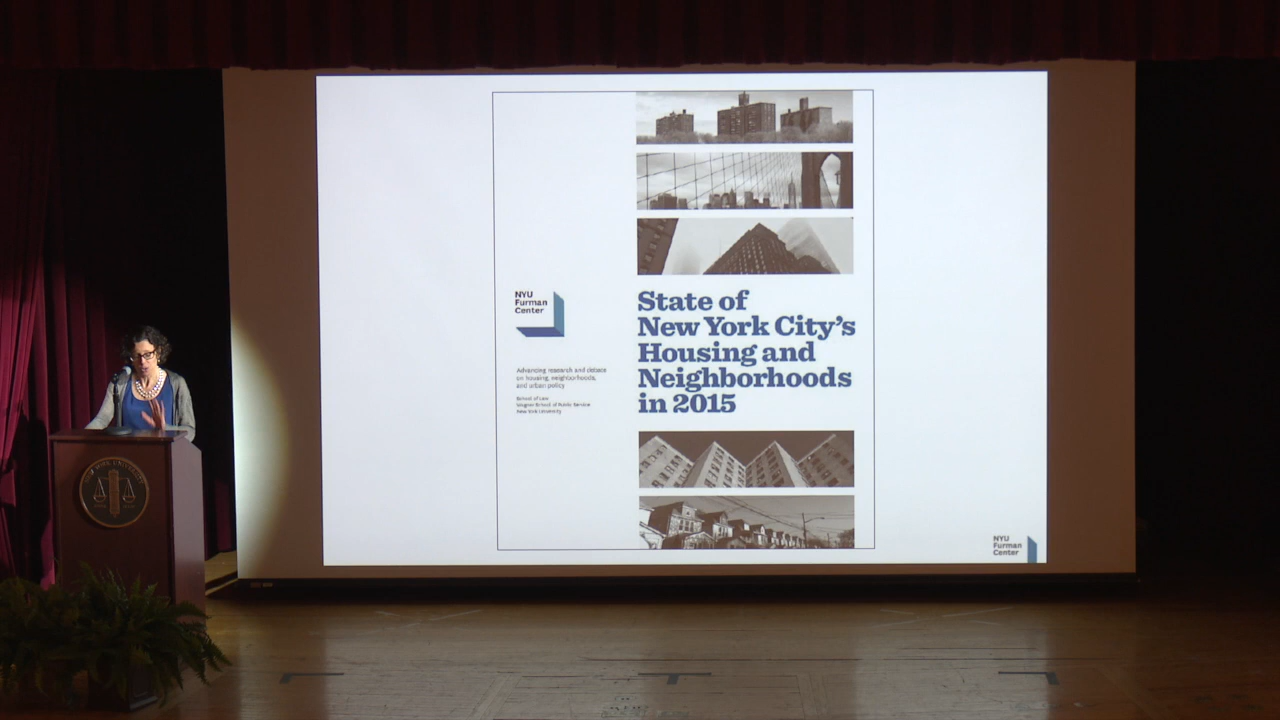 NYU
Furman
Center
Advancing research and debate
on housing, neighborhoods,
and urban policy
School of Law
Wagner School of Public Service
New York University
State of
New York City's
Housing and
Neighborhoods
in 2015
NYU
Furman
Center